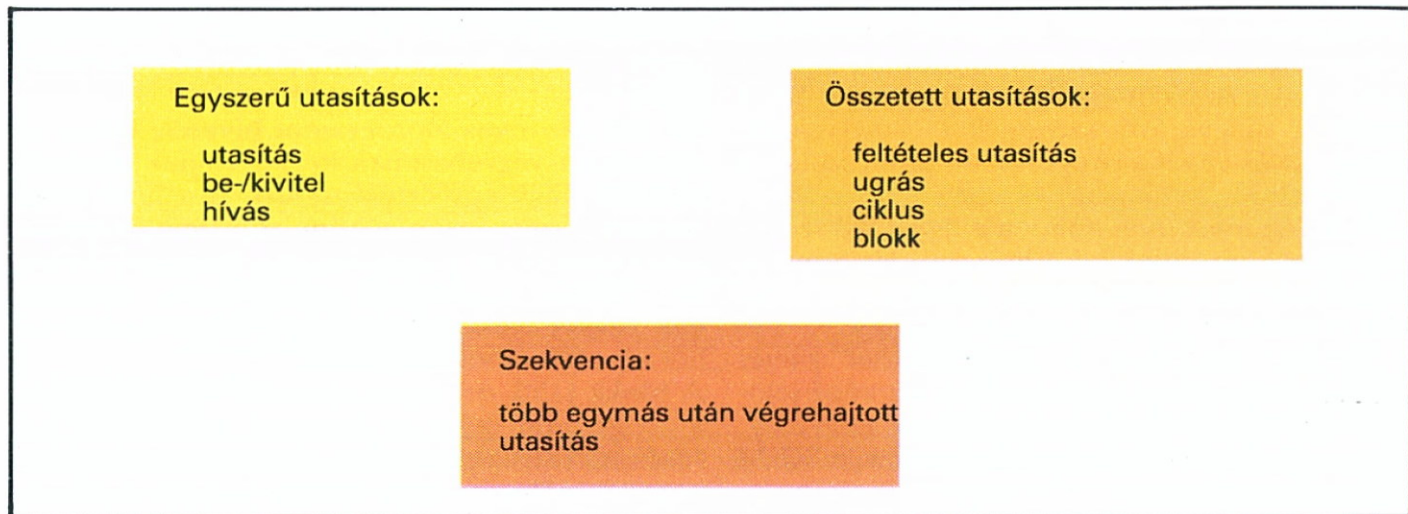 Egyszerű utasítások:
utasítás
be-/kivitel
hívás
Összetett utasítások:
feltételes utasítás
ugrás
ciklus
blokk
Szekvencia:
több egymás után végrehajtott
utasítás